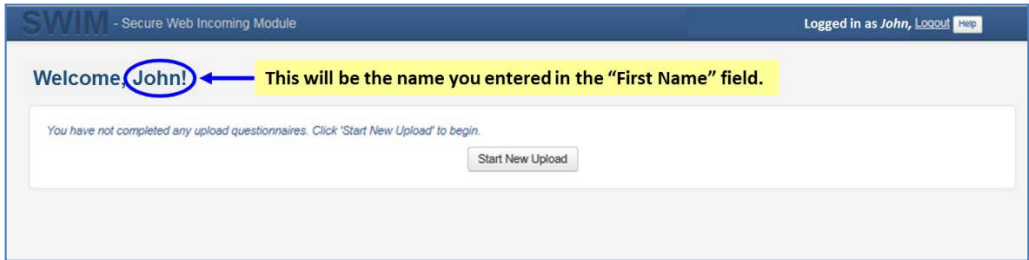 SWIM - Secure Web Incoming Module
Logged in as John, Logout Help
Welcome, John! This will be the name you entered in the “First Name” field.
You have not completed any upload questionnaires. Click 'Start New Upload' to begin.
Start New Upload